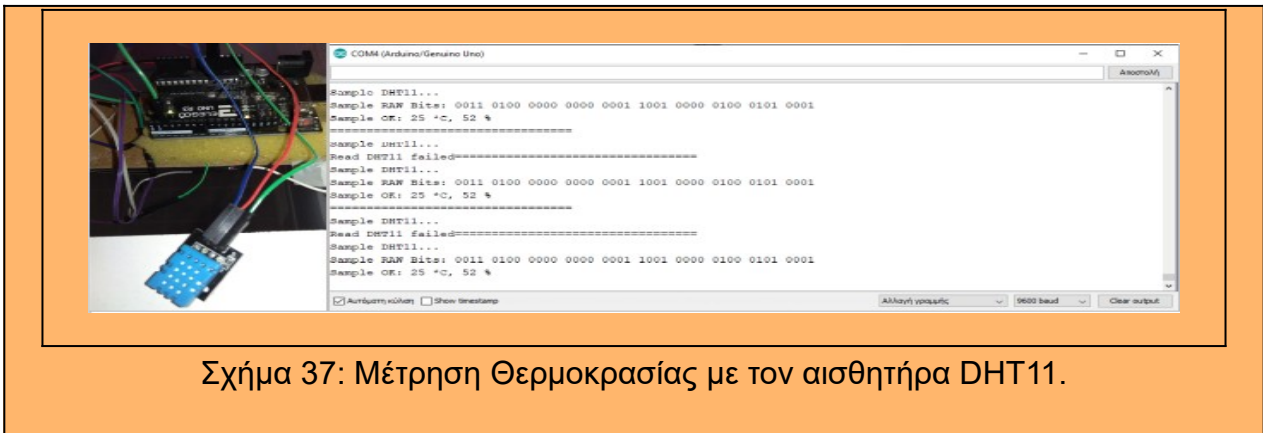 COM4 (Arduino/Genuino Uno)
Αποστολή
Sample DHT11...
Sample RAW Bits: 0011 0100 0000 0000 0001 1001 0000 0100 0101 0001
Sample OK: 25 *C, 52 %
=================================
Sample DHT11...
Read DHT11 failed=================================
Sample DHT11...
Sample RAW Bits: 0011 0100 0000 0000 0001 1001 0000 0100 0101 0001
Sample OK: 25 *C, 52 %
=================================
Sample DHT11...
Read DHT11 failed=================================
Sample DHT11...
Sample RAW Bits: 0011 0100 0000 0000 0001 1001 0000 0100 0101 0001
Sample OK: 25 *C, 52 %
Αυτόματη κύλιση Show timestamp Αλλαγή γραμμής 9600 baud Clear output
UNO R3
ELEGOO
Σχήμα 37: Μέτρηση Θερμοκρασίας με τον αισθητήρα DHT11.